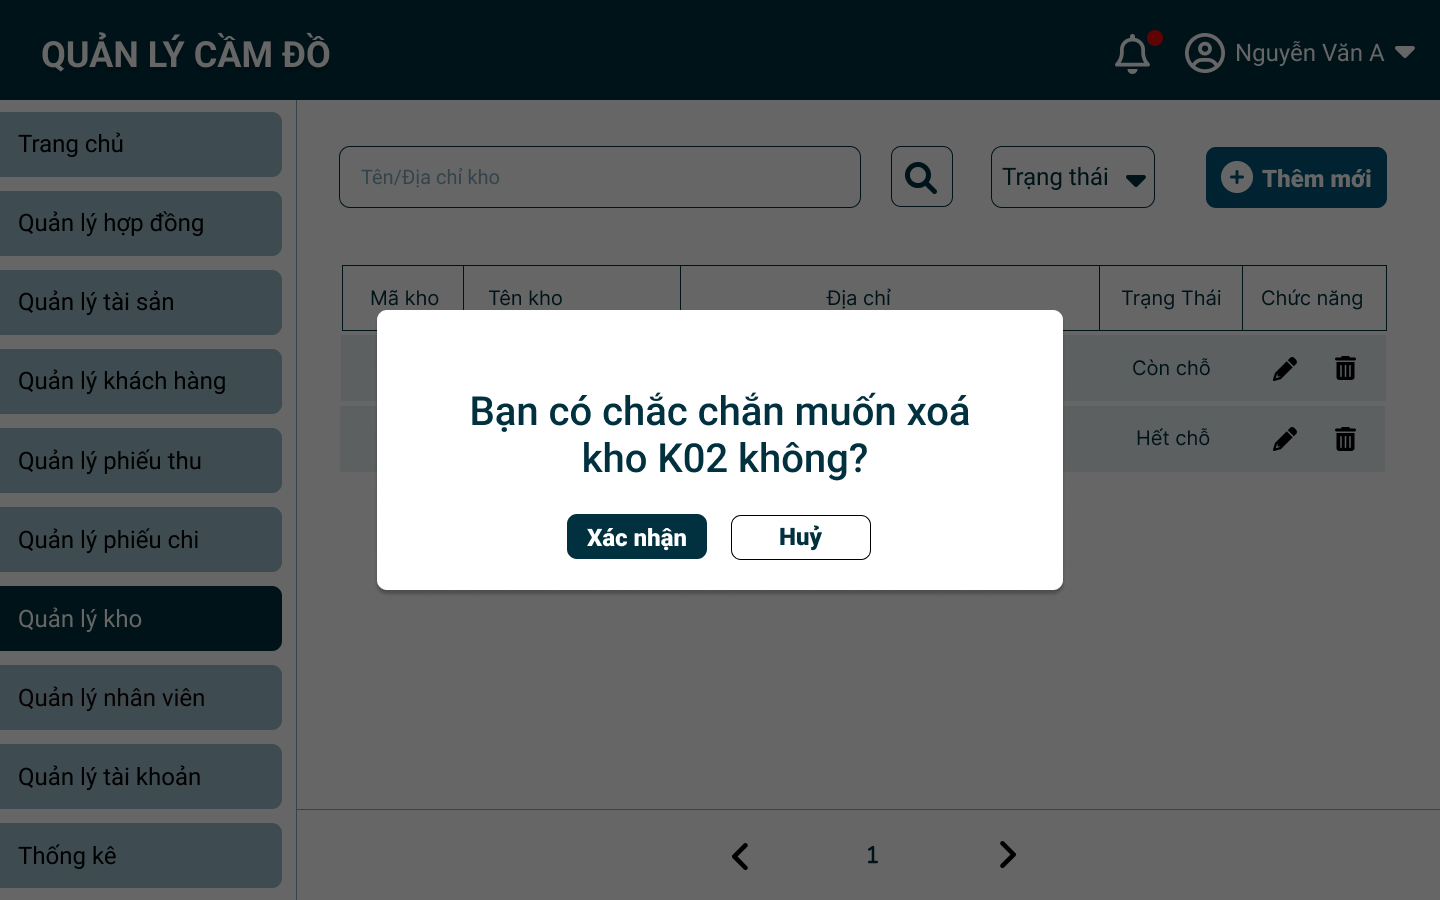 QUẢN LÝ CẦM ĐỒ
Nguyễn Văn A
Trang chủ
Quản lý hợp đồng
Quản lý tài sản
Quản lý khách hàng
Quản lý phiếu thu
Quản lý phiếu chi
Quản lý kho
Quản lý nhân viên
Quản lý tài khoản
Thống kê
Tên/Địa chỉ kho
Trạng thái
Thêm mới
Mã kho Tên kho Địa chỉ Trạng Thái Chức năng
Còn chỗ
Hết chỗ
Bạn có chắc chắn muốn xoá
kho K02 không?
Xác nhận
Huỷ
1